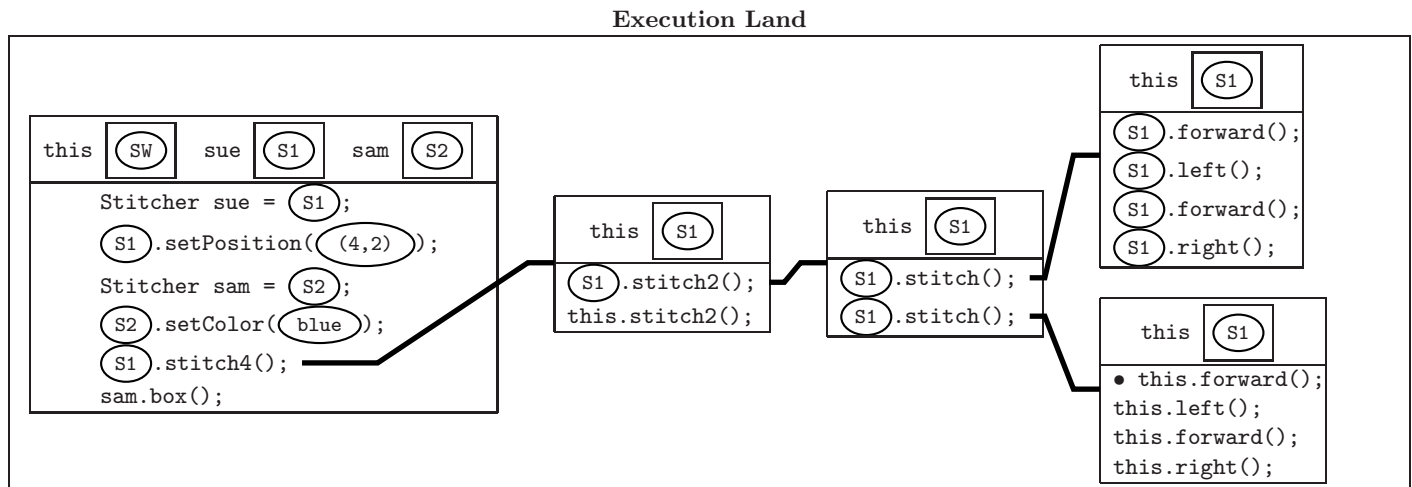 Execution Land
this SW sue S1 sam S2
Stitcher sue = S1;
S1.setPosition((4,2));
Stitcher sam = S2;
S2.setColor(blue);
S1.stitch4();
sam.box();
this S1
S1.stitch2();
this.stitch2();
this S1
S1.stitch();
S1.stitch();
this S1
S1.forward();
S1.left();
S1.forward();
S1.right();
this S1
• this.forward();
this.left();
this.forward();
this.right();